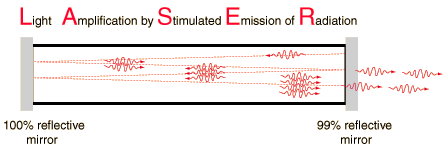 Light Amplification by Stimulated Emission of Radiation
100% reflective
mirror
99% reflective
mirror